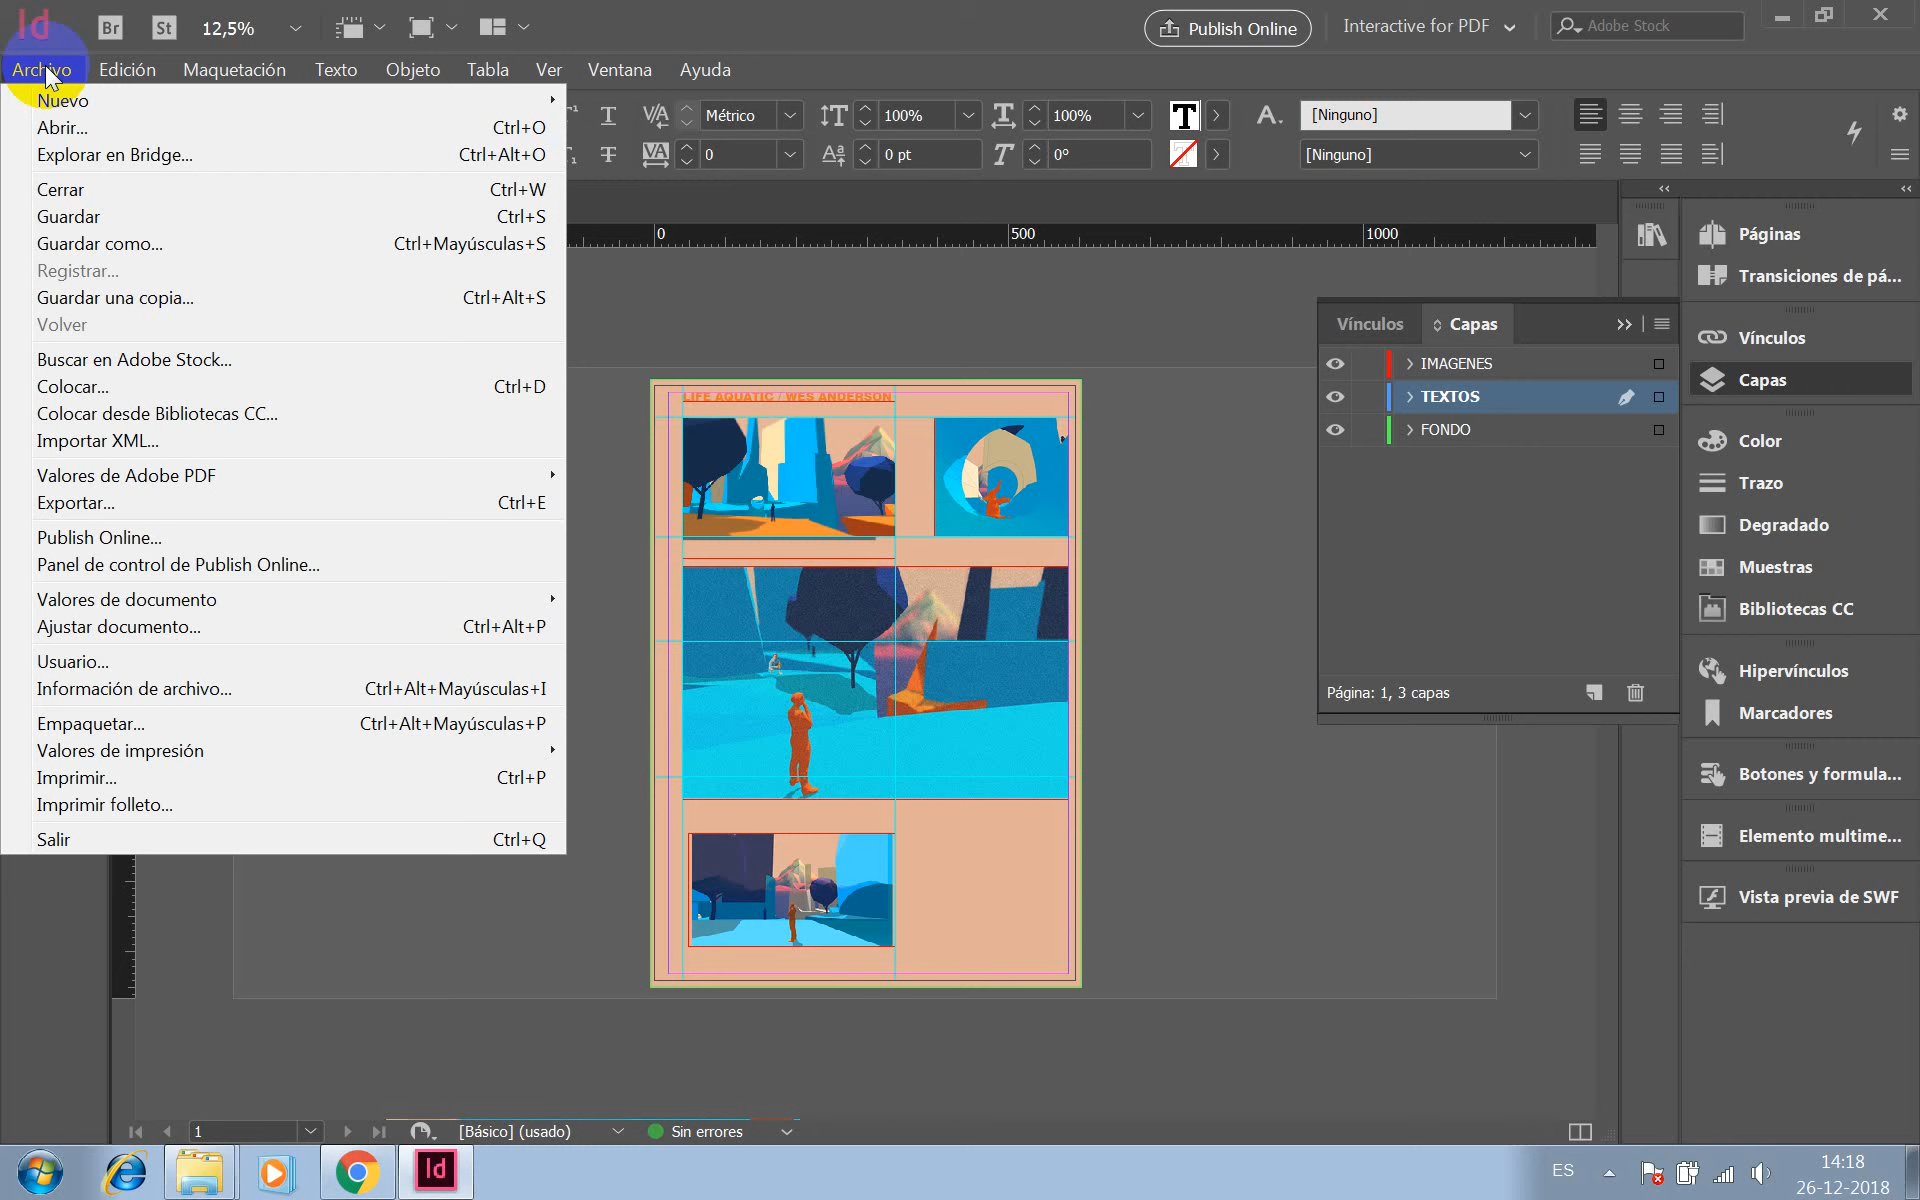 Id Br St 12,5% Publish Online Interactive for PDF Adobe Stock
Archivo Edición Maquetación Texto Objeto Tabla Ver Ventana Ayuda
Nuevo
Abrir... Ctrl+O
Explorar en Bridge... Ctrl+Alt+O
Cerrar Ctrl+W
Guardar Ctrl+S
Guardar como... Ctrl+Mayúsculas+S
Registrar...
Guardar una copia... Ctrl+Alt+S
Volver
Buscar en Adobe Stock...
Colocar... Ctrl+D
Colocar desde Bibliotecas CC...
Importar XML...
Valores de Adobe PDF
Exportar... Ctrl+E
Publish Online...
Panel de control de Publish Online...
Valores de documento
Ajustar documento... Ctrl+Alt+P
Usuario...
Información de archivo... Ctrl+Alt+Mayúsculas+I
Empaquetar... Ctrl+Alt+Mayúsculas+P
Valores de impresión
Imprimir... Ctrl+P
Imprimir folleto...
Salir Ctrl+Q
Métrico 100% 100% [Ninguno]
0 0 pt 0° [Ninguno]
0 500 1000
LIFE AQUATIC / WES ANDERSON
Vínculos Capas
IMAGENES
TEXTOS
FONDO
Página: 1, 3 capas
Páginas
Transiciones de pá...
Vínculos
Capas
Color
Trazo
Degradado
Muestras
Bibliotecas CC
Hipervínculos
Marcadores
Botones y formula...
Elemento multime...
Vista previa de SWF
1 [Básico] (usado) Sin errores
Id ES 14:18
26-12-2018